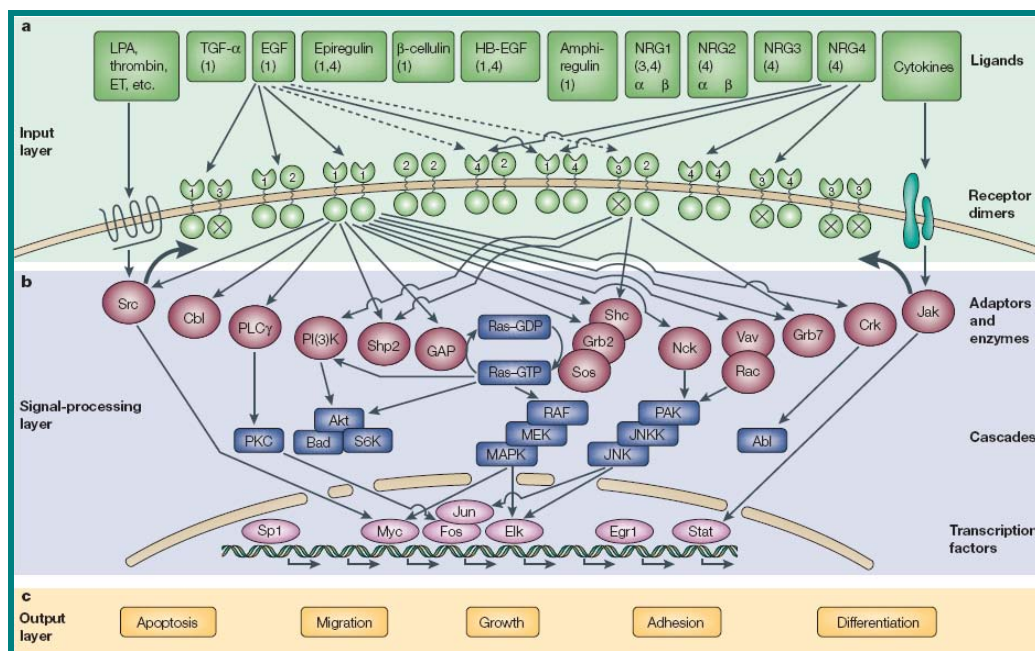 a
LPA,
thrombin,
ET, etc.
TGF-α
(1)
EGF
(1)
Epiregulin
(1,4)
β-cellulin
(1)
HB-EGF
(1,4)
Amphi-
regulin
(1)
NRG1
(3,4)
α β
NRG2
(4)
α β
NRG3
(4)
NRG4
(4)
Cytokines
Ligands
Input
layer
1 3
1 2
1 1
2 2
4 2
1 4
3 2
4 4
3 4
3 3
Receptor
dimers
b
Src
Cbl
PLCγ
PI(3)K
Shp2
GAP
Ras–GDP
Ras–GTP
Shc
Grb2
Sos
Nck
Vav
Rac
Grb7
Crk
Jak
Adaptors
and
enzymes
Signal-processing
layer
PKC
Akt
Bad
S6K
RAF
MEK
MAPK
PAK
JNKK
JNK
Abl
Cascades
Sp1
Myc
Jun
Fos
Elk
Egr1
Stat
Transcription
factors
c
Output
layer
Apoptosis
Migration
Growth
Adhesion
Differentiation